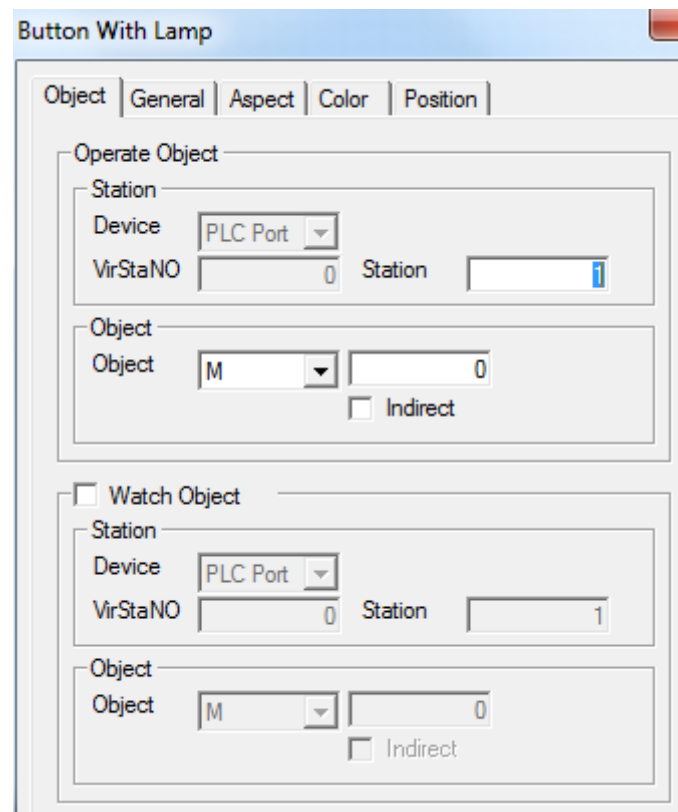 Button With Lamp
Object General Aspect Color Position
Operate Object
Station
Device PLC Port
VirStaNO 0 Station 1
Object
Object M 0
Indirect
Watch Object
Station
Device PLC Port
VirStaNO 0 Station 1
Object
Object M 0
Indirect